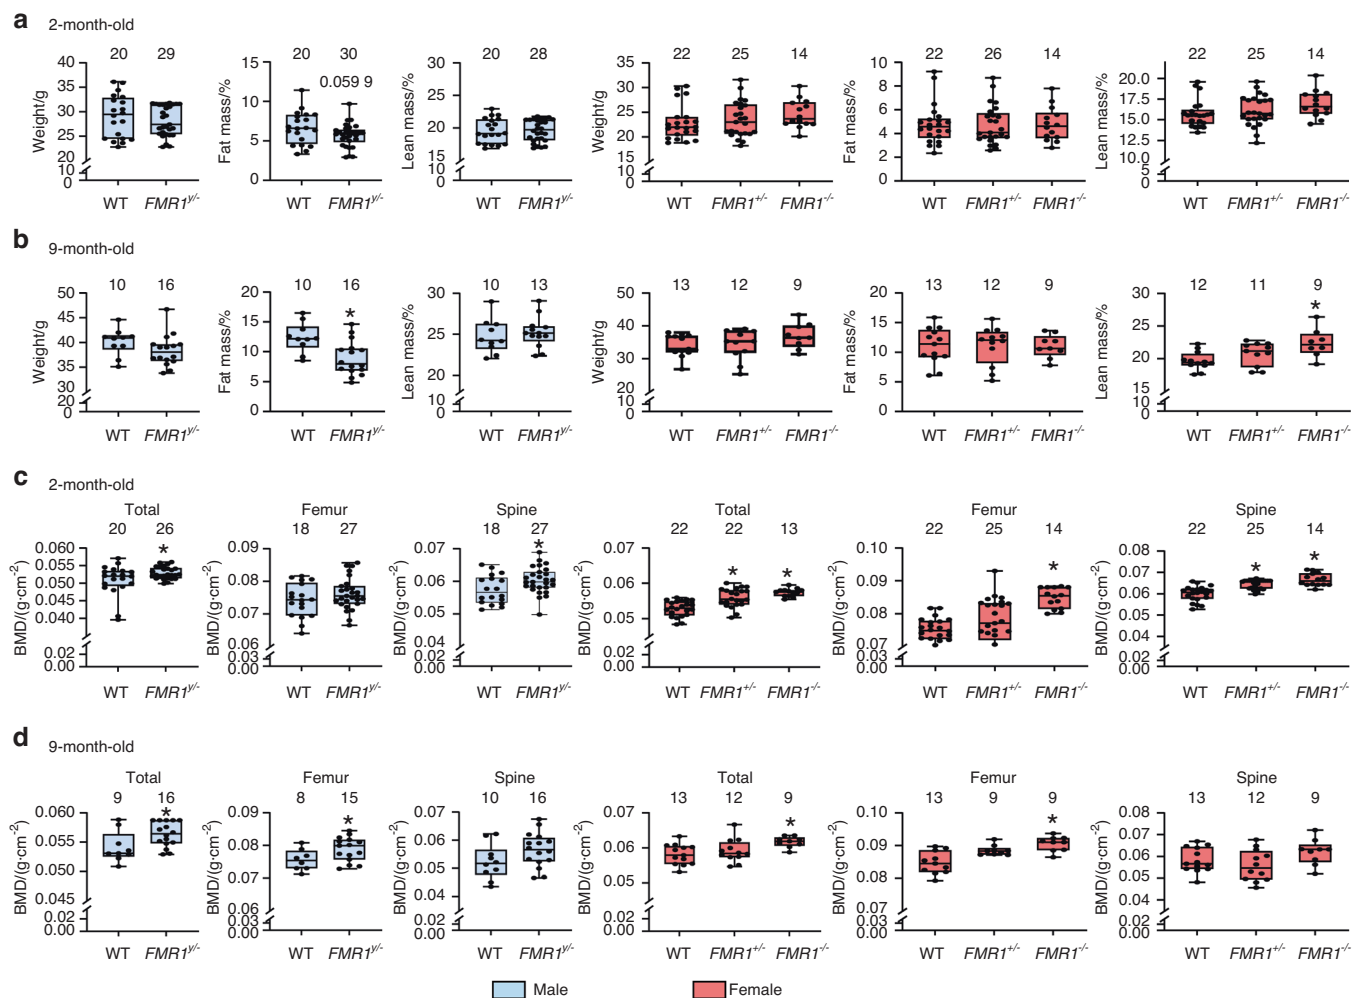 a 2-month-old
20 29 20 30 20 28 22 25 14 22 26 14 22 25 14
0.059 9
Weight/g 40 35 30 25 20 10 0
Fat mass/% 15 10 5 0
Lean mass/% 30 25 20 15 10 0
Weight/g 35 30 25 20 15 10 0
Fat mass/% 10 8 6 4 2 0
Lean mass/% 20.0 17.5 15.0 12.5 10.0 5 0
WT FMR1y/- WT FMR1y/- WT FMR1y/- WT FMR1+/- FMR1-/- WT FMR1+/- FMR1-/- WT FMR1+/- FMR1-/-
b 9-month-old
10 16 10 16 10 13 13 12 9 13 12 9 12 11 9
* *
Weight/g 50 45 40 35 30 20 0
Fat mass/% 20 15 10 5 0
Lean mass/% 30 25 20 10 0
Weight/g 50 40 30 20 0
Fat mass/% 20 15 10 5 0
Lean mass/% 30 25 20 15 10 0
WT FMR1y/- WT FMR1y/- WT FMR1y/- WT FMR1+/- FMR1-/- WT FMR1+/- FMR1-/- WT FMR1+/- FMR1-/-
c 2-month-old
Total Femur Spine Total Femur Spine
20 26 18 27 18 27 22 22 13 22 25 14 22 25 14
* * * * * * *
BMD/(g·cm−2) 0.060 0.055 0.050 0.045 0.040 0.02 0.00
BMD/(g·cm−2) 0.09 0.08 0.07 0.06 0.03 0.00
BMD/(g·cm−2) 0.07 0.06 0.05 0.04 0.02 0.00
BMD/(g·cm−2) 0.07 0.06 0.05 0.02 0.00
BMD/(g·cm−2) 0.10 0.09 0.08 0.07 0.03 0.00
BMD/(g·cm−2) 0.08 0.07 0.06 0.05 0.04 0.02 0.00
WT FMR1y/- WT FMR1y/- WT FMR1y/- WT FMR1+/- FMR1-/- WT FMR1+/- FMR1-/- WT FMR1+/- FMR1-/-
d 9-month-old
Total Femur Spine Total Femur Spine
9 16 8 15 10 16 13 12 9 13 9 9 13 12 9
* * * *
BMD/(g·cm−2) 0.060 0.055 0.050 0.045 0.02 0.00
BMD/(g·cm−2) 0.09 0.08 0.07 0.06 0.03 0.00
BMD/(g·cm−2) 0.07 0.06 0.05 0.04 0.02 0.00
BMD/(g·cm−2) 0.07 0.06 0.05 0.02 0.00
BMD/(g·cm−2) 0.10 0.09 0.08 0.07 0.03 0.00
BMD/(g·cm−2) 0.08 0.07 0.06 0.05 0.04 0.02 0.00
WT FMR1y/- WT FMR1y/- WT FMR1y/- WT FMR1+/- FMR1-/- WT FMR1+/- FMR1-/- WT FMR1+/- FMR1-/-
Male Female